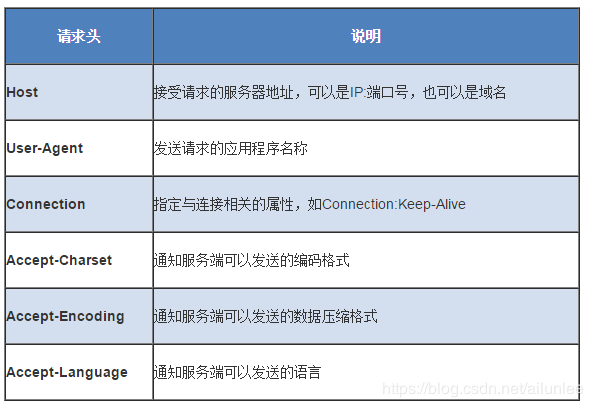 请求头 说明
Host 接受请求的服务器地址，可以是IP:端口号，也可以是域名
User-Agent 发送请求的应用程序名称
Connection 指定与连接相关的属性，如Connection:Keep-Alive
Accept-Charset 通知服务端可以发送的编码格式
Accept-Encoding 通知服务端可以发送的数据压缩格式
Accept-Language 通知服务端可以发送的语言
https://blog.csdn.net/ailunlee